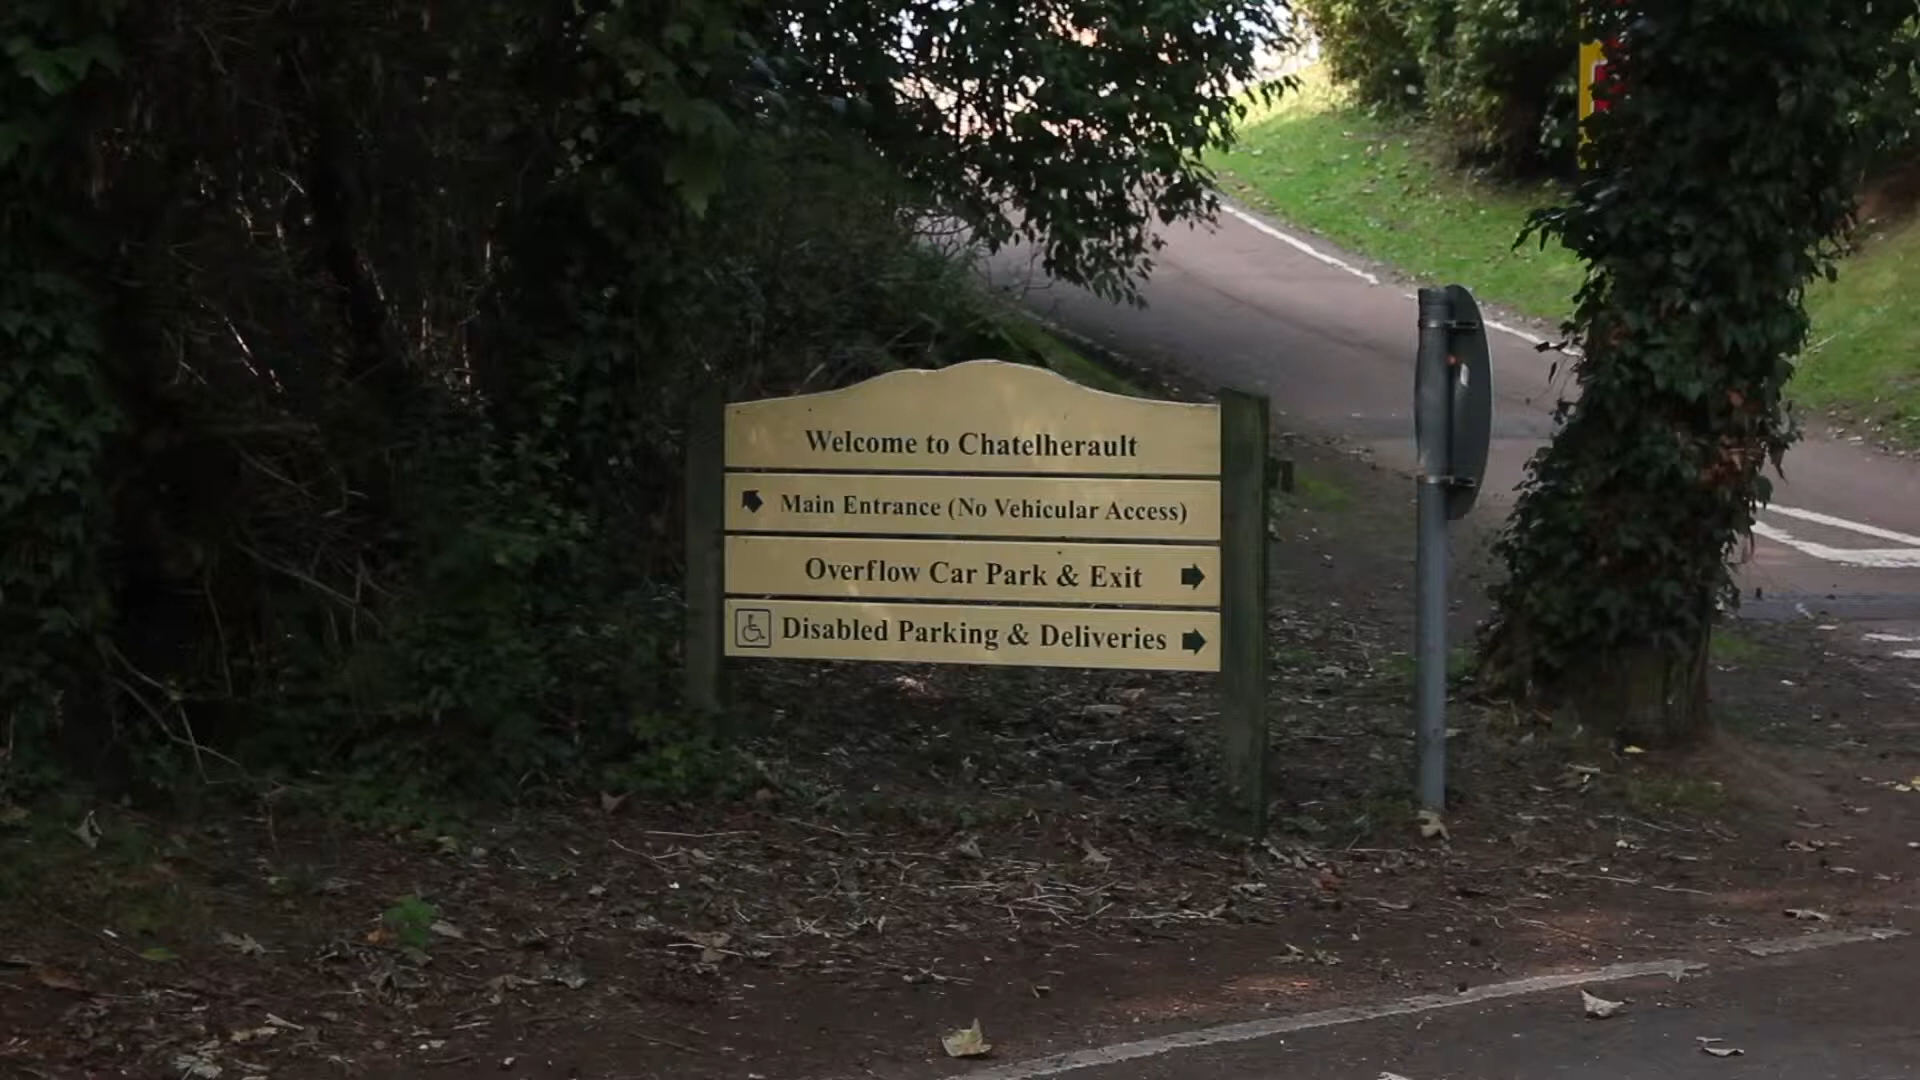 Welcome to Chatelherault
Main Entrance (No Vehicular Access)
Overflow Car Park & Exit
Disabled Parking & Deliveries